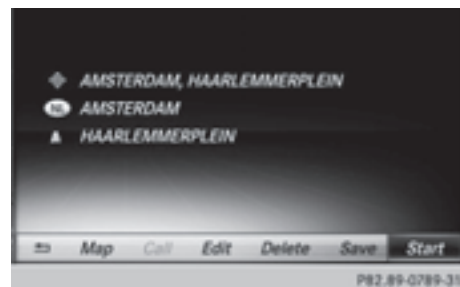 AMSTERDAM, HAARLEMMERPLEIN
NL AMSTERDAM
HAARLEMMERPLEIN
Map Call Edit Delete Save Start
P82.89-0789-31